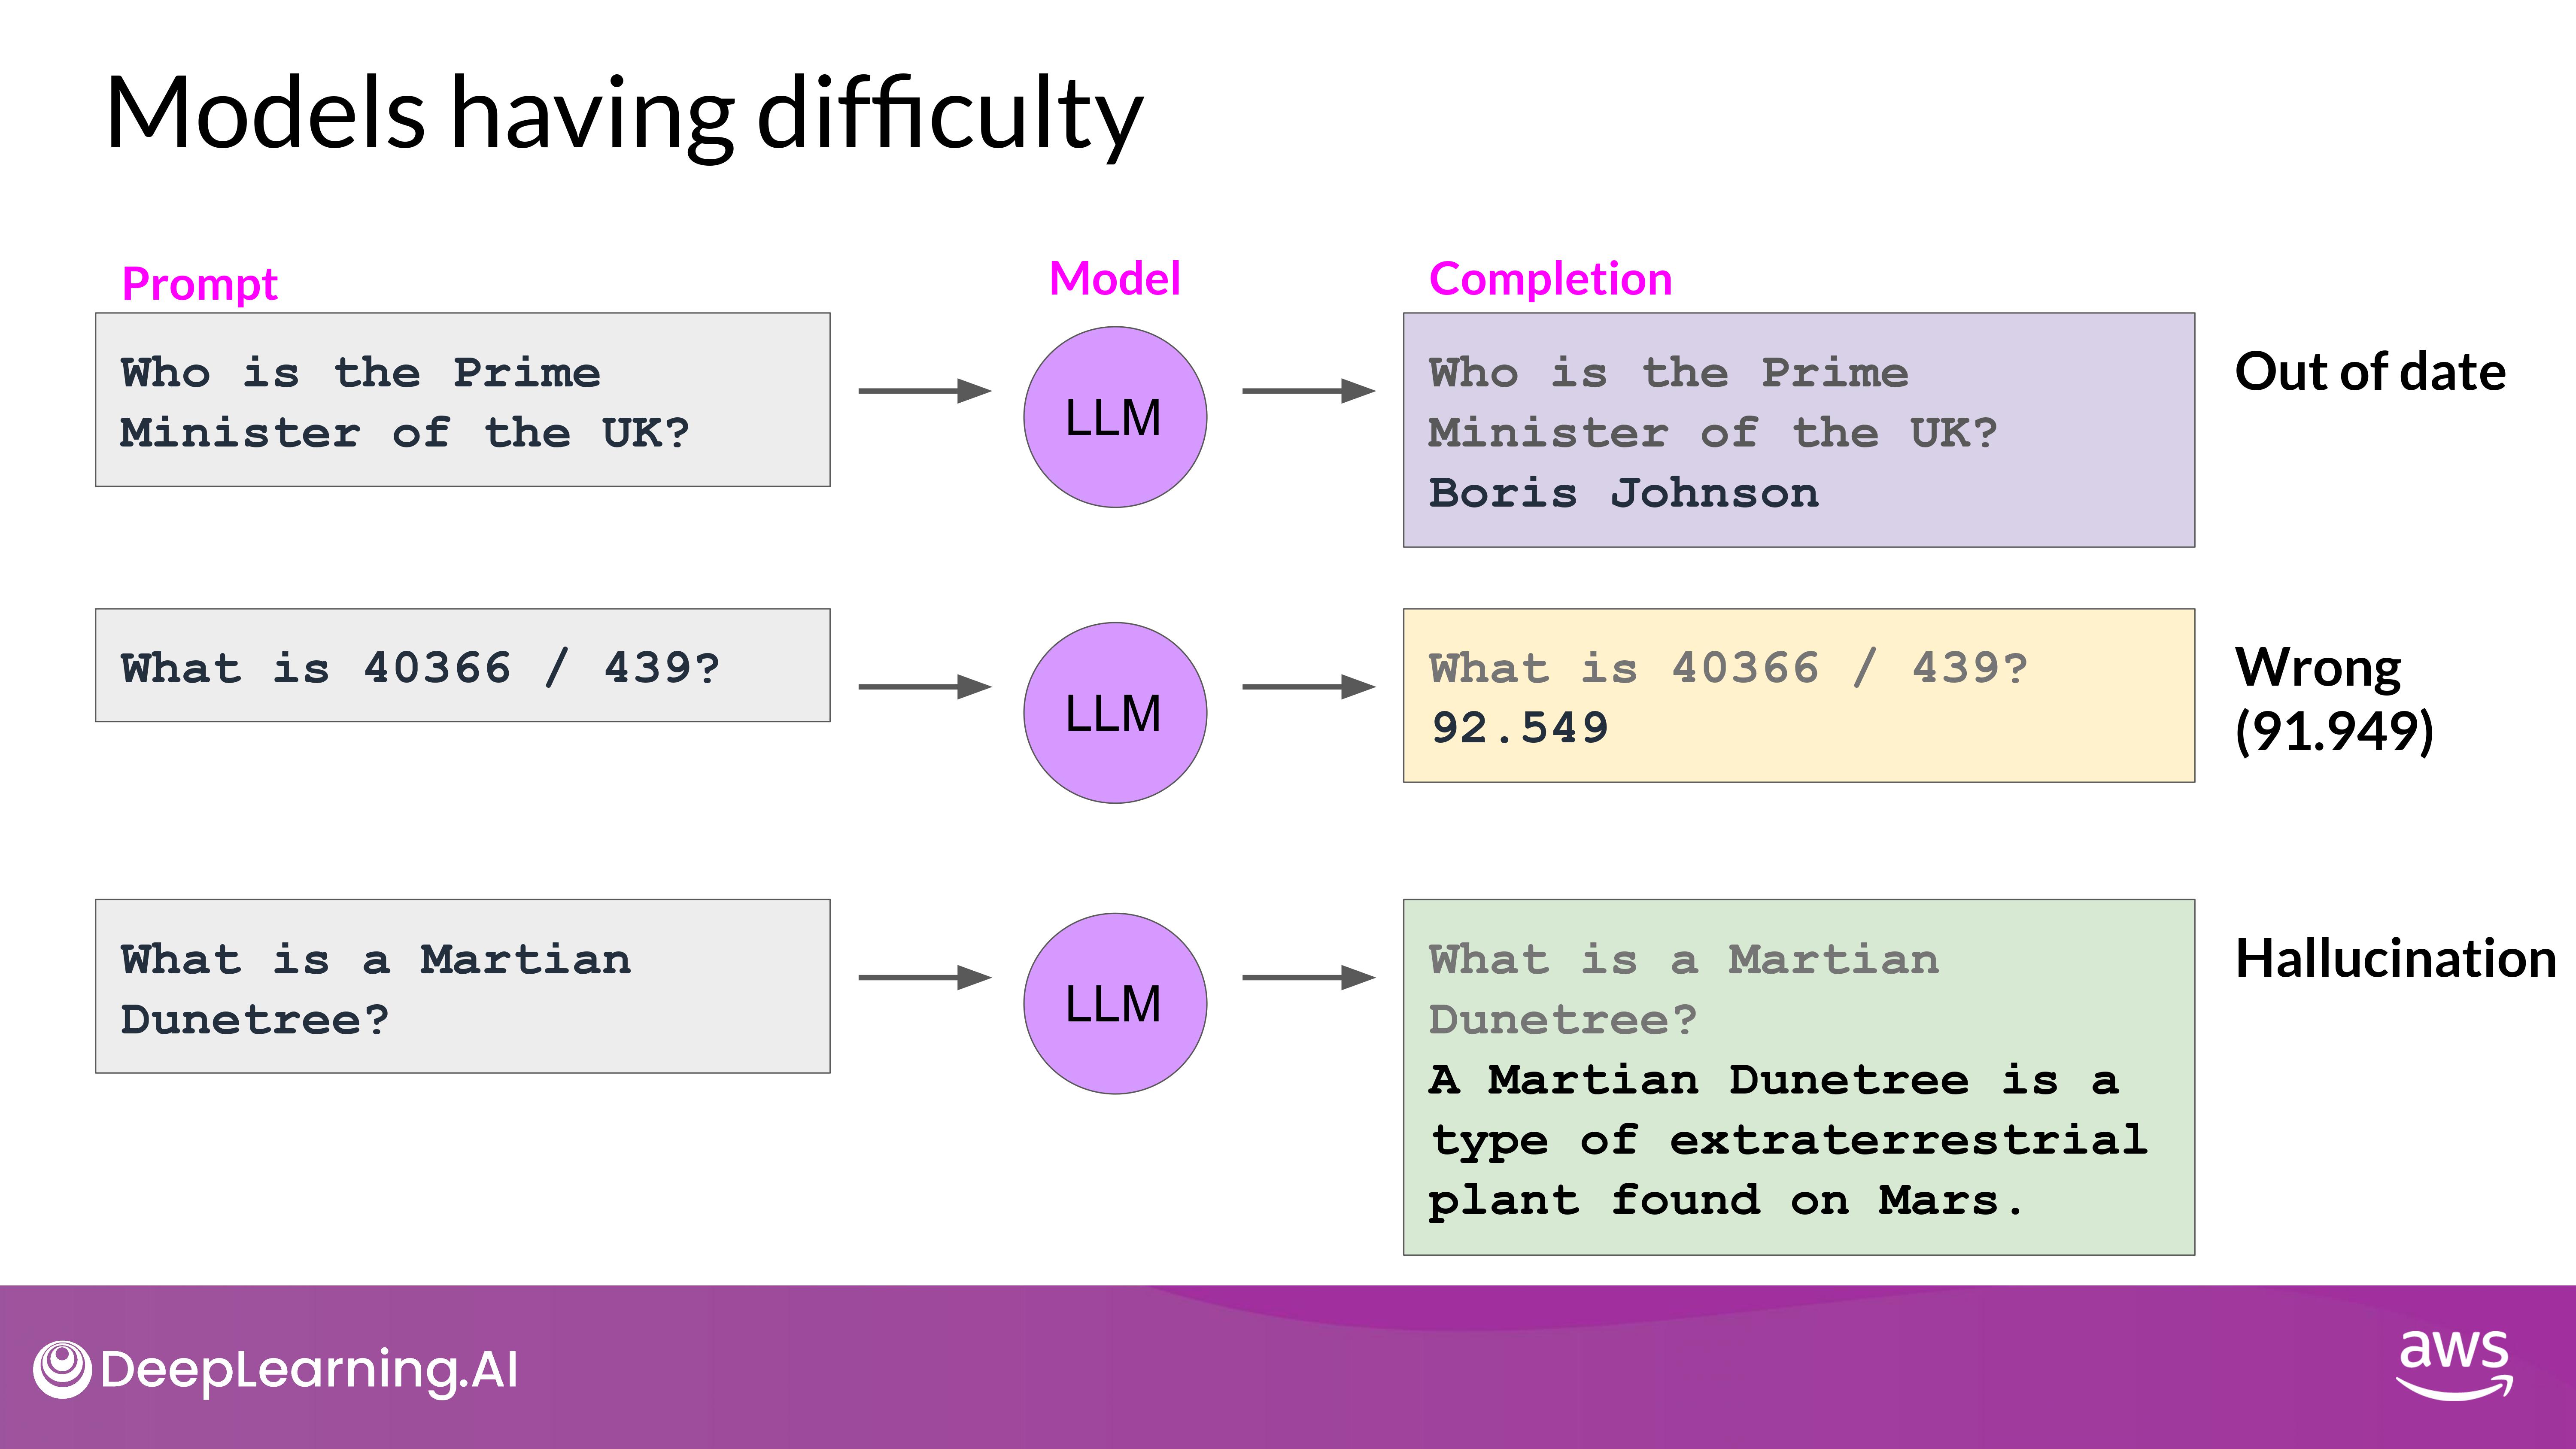 Models having difficulty
Prompt
Model
Completion
Who is the Prime
Minister of the UK?
LLM
Who is the Prime
Minister of the UK?
Boris Johnson
Out of date
What is 40366 / 439?
LLM
What is 40366 / 439?
92.549
Wrong
(91.949)
What is a Martian
Dunetree?
LLM
What is a Martian
Dunetree?
A Martian Dunetree is a
type of extraterrestrial
plant found on Mars.
Hallucination
DeepLearning.AI
aws